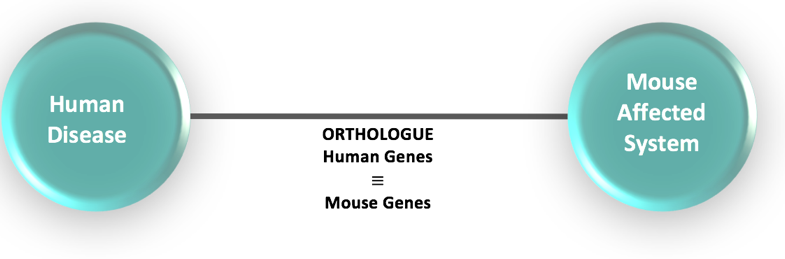 Human
Disease
ORTHOLOGUE
Human Genes
≡
Mouse Genes
Mouse
Affected
System